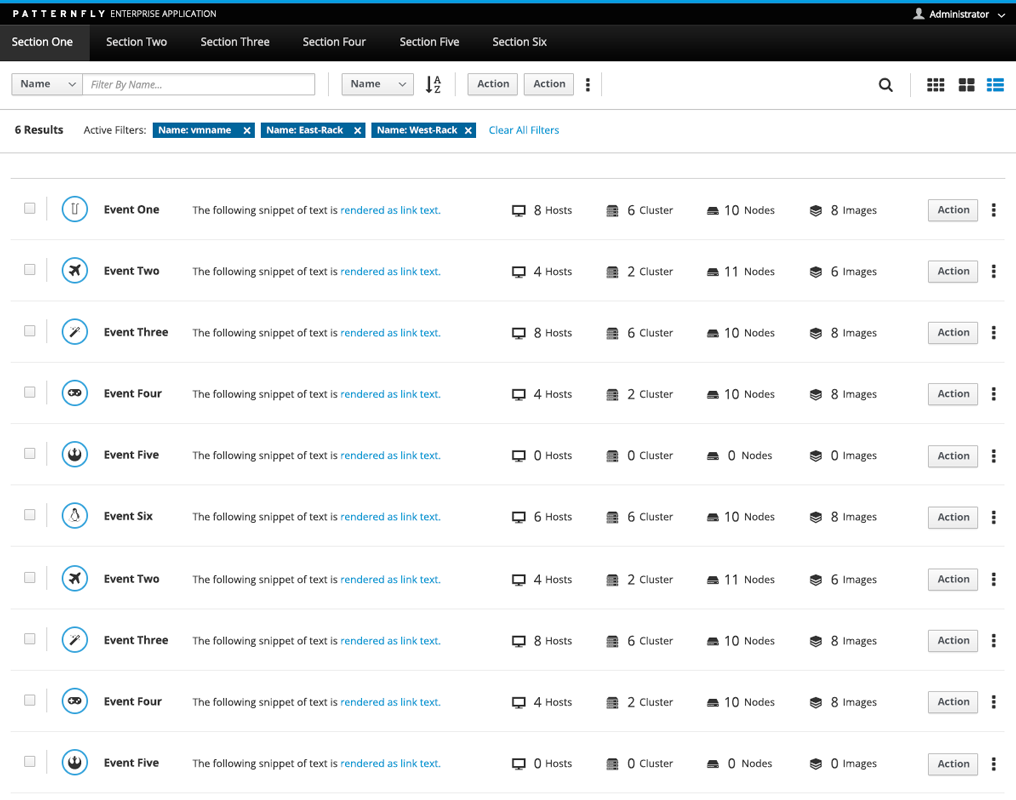 PATTERNFLY ENTERPRISE APPLICATION Administrator
Section One Section Two Section Three Section Four Section Five Section Six
Name Filter By Name... Name A Z Action Action
6 Results Active Filters: Name: vmname × Name: East-Rack × Name: West-Rack × Clear All Filters
Event One The following snippet of text is rendered as link text. 8 Hosts 6 Cluster 10 Nodes 8 Images Action
Event Two The following snippet of text is rendered as link text. 4 Hosts 2 Cluster 11 Nodes 6 Images Action
Event Three The following snippet of text is rendered as link text. 8 Hosts 6 Cluster 10 Nodes 8 Images Action
Event Four The following snippet of text is rendered as link text. 4 Hosts 2 Cluster 10 Nodes 8 Images Action
Event Five The following snippet of text is rendered as link text. 0 Hosts 0 Cluster 0 Nodes 0 Images Action
Event Six The following snippet of text is rendered as link text. 6 Hosts 6 Cluster 10 Nodes 8 Images Action
Event Two The following snippet of text is rendered as link text. 4 Hosts 2 Cluster 11 Nodes 6 Images Action
Event Three The following snippet of text is rendered as link text. 8 Hosts 6 Cluster 10 Nodes 8 Images Action
Event Four The following snippet of text is rendered as link text. 4 Hosts 2 Cluster 10 Nodes 8 Images Action
Event Five The following snippet of text is rendered as link text. 0 Hosts 0 Cluster 0 Nodes 0 Images Action